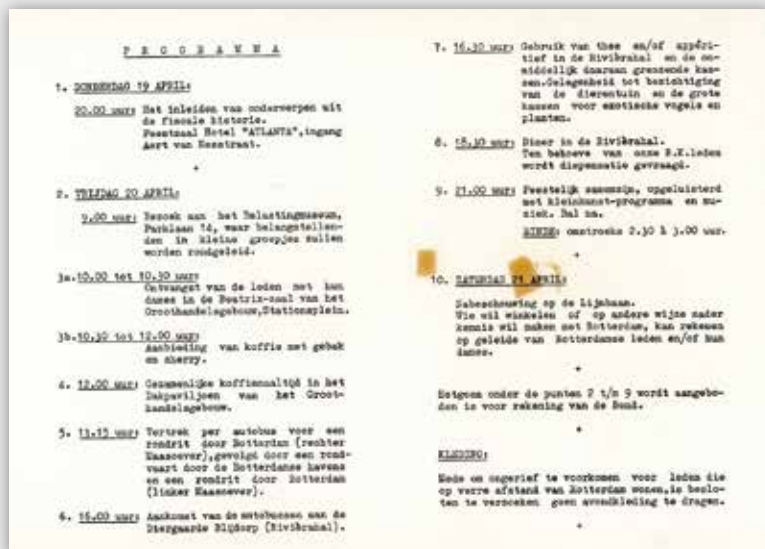 PROGRAMMA
1. DONDERDAG 19 APRIL:
20.00 uur: Het inleiden van onderwerpen uit
de fiscale historie.
Feestzaal Hotel "ATLANTA", ingang
Aert van Nesstraat.
+
2. VRIJDAG 20 APRIL:
9.00 uur: Bezoek aan het Belastingmuseum,
Parklaan 14, waar belangstellen-
den in kleine groepjes zullen
worden rondgeleid.
3a. 10.00 tot 10.30 uur:
Ontvangst van de leden met hun
dames in de Beatrix-zaal van het
Groothandelsgebouw, Stationsplein.
3b. 10.30 tot 12.00 uur:
Aanbieding van koffie met gebak
en sherry.
4. 12.00 uur: Gezamenlijke koffiemaaltijd in het
Dakpaviljoen van het Groot-
handelsgebouw.
5. 13.15 uur: Vertrek per autobus voor een
rondrit door Rotterdam (rechter
Maasoever), gevolgd door een rond-
vaart door de Rotterdamse havens
en een rondrit door Rotterdam
(linker Maasoever).
6. 16.00 uur: Aankomst van de autobussen aan de
Diergaarde Blijdorp (Rivièrahal).
7. 16.30 uur: Gebruik van thee en/of appéri-
tief in de Rivièrahal en de on-
middellijk daaraan grenzende kas-
sen. Gelegenheid tot bezichtiging
van de dierentuin en de grote
kassen voor exotische vogels en
planten.
8. 18.30 uur: Diner in de Rivièrahal.
Ten behoeve van onze R.K. leden
wordt dispensatie gevraagd.
9. 21.00 uur: Feestelijk samenzijn, opgeluisterd
met kleinkunst-programma en mu-
ziek. Bal na.
EINDE: omstreeks 2.30 à 3.00 uur.
+
10. ZATERDAG 21 APRIL:
Nabeschouwing op de Lijnbaan.
Wie wil winkelen of op andere wijze nader
kennis wil maken met Rotterdam, kan rekenen
op geleide van Rotterdamse leden en/of hun
dames.
+
Hetgeen onder de punten 2 t/m 9 wordt aangebo-
den is voor rekening van de Bond.
+
KLEDING:
Mede om ongerief te voorkomen voor leden die
op verre afstand van Rotterdam wonen, is beslo-
ten te verzoeken geen avondkleding te dragen.
+